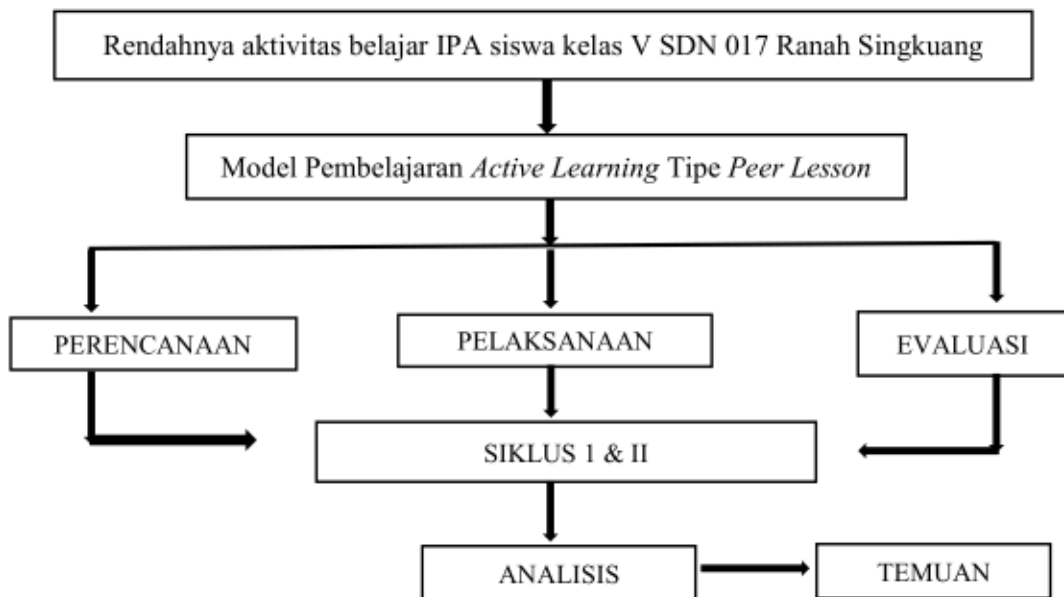 Rendahnya aktivitas belajar IPA siswa kelas V SDN 017 Ranah Singkuang
Model Pembelajaran Active Learning Tipe Peer Lesson
PERENCANAAN
PELAKSANAAN
EVALUASI
SIKLUS 1 & II
ANALISIS
TEMUAN